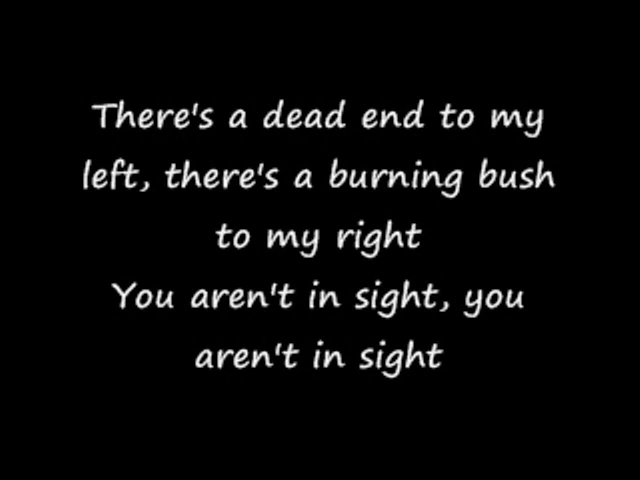 There's a dead end to my
left, there's a burning bush
to my right
You aren't in sight, you
aren't in sight